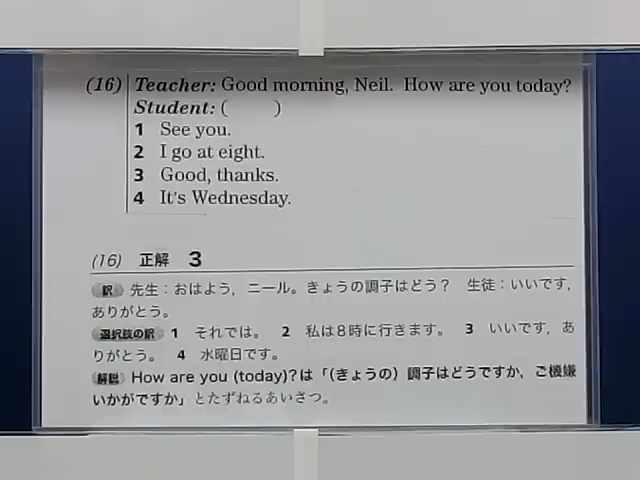 (16) Teacher: Good morning, Neil. How are you today?
Student: (      )
1 See you.
2 I go at eight.
3 Good, thanks.
4 It's Wednesday.
(16) 正解 3
訳 先生：おはよう，ニール。きょうの調子はどう？ 生徒：いいです，
ありがとう。
選択肢の訳 1 それでは。 2 私は8時に行きます。 3 いいです，あ
りがとう。 4 水曜日です。
解説 How are you (today)?は「(きょうの）調子はどうですか，ご機嫌
いかがですか」とたずねるあいさつ。